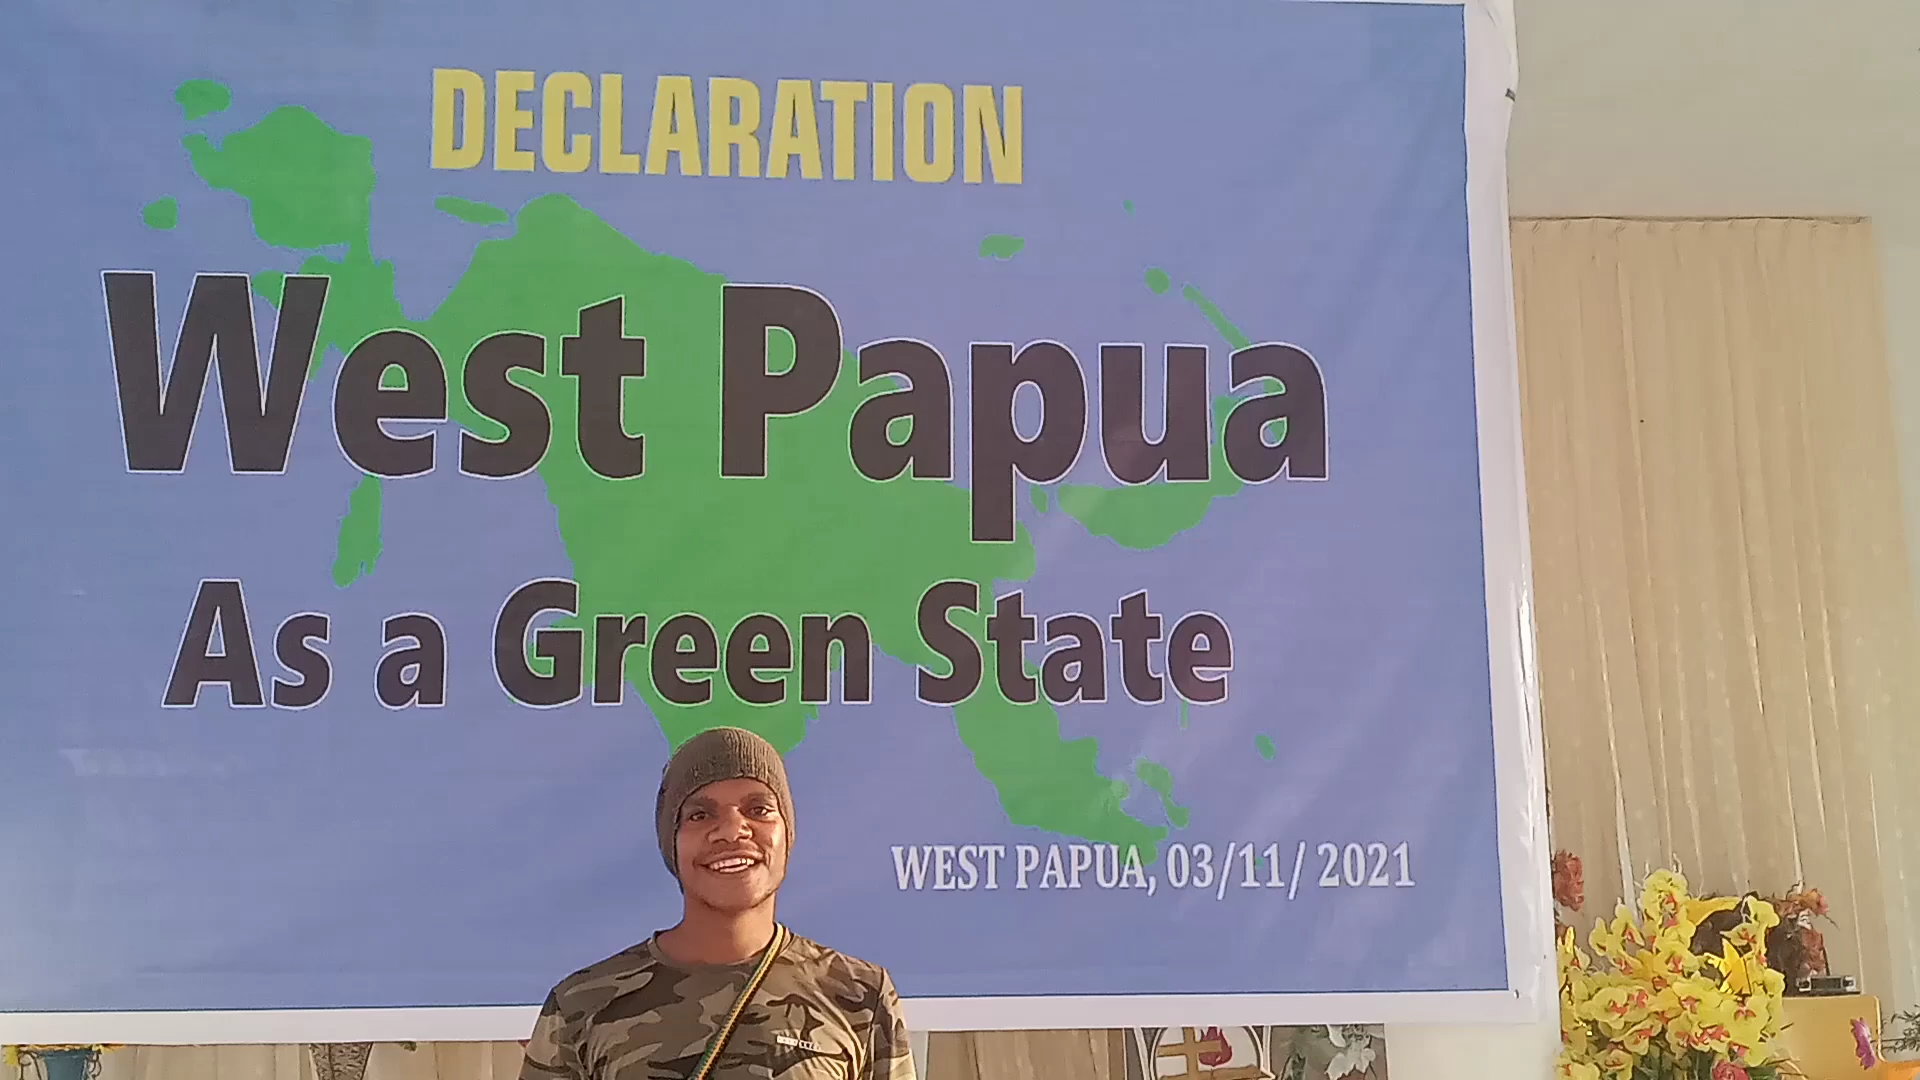 DECLARATION
West Papua
As a Green State
WEST PAPUA, 03/11/ 2021